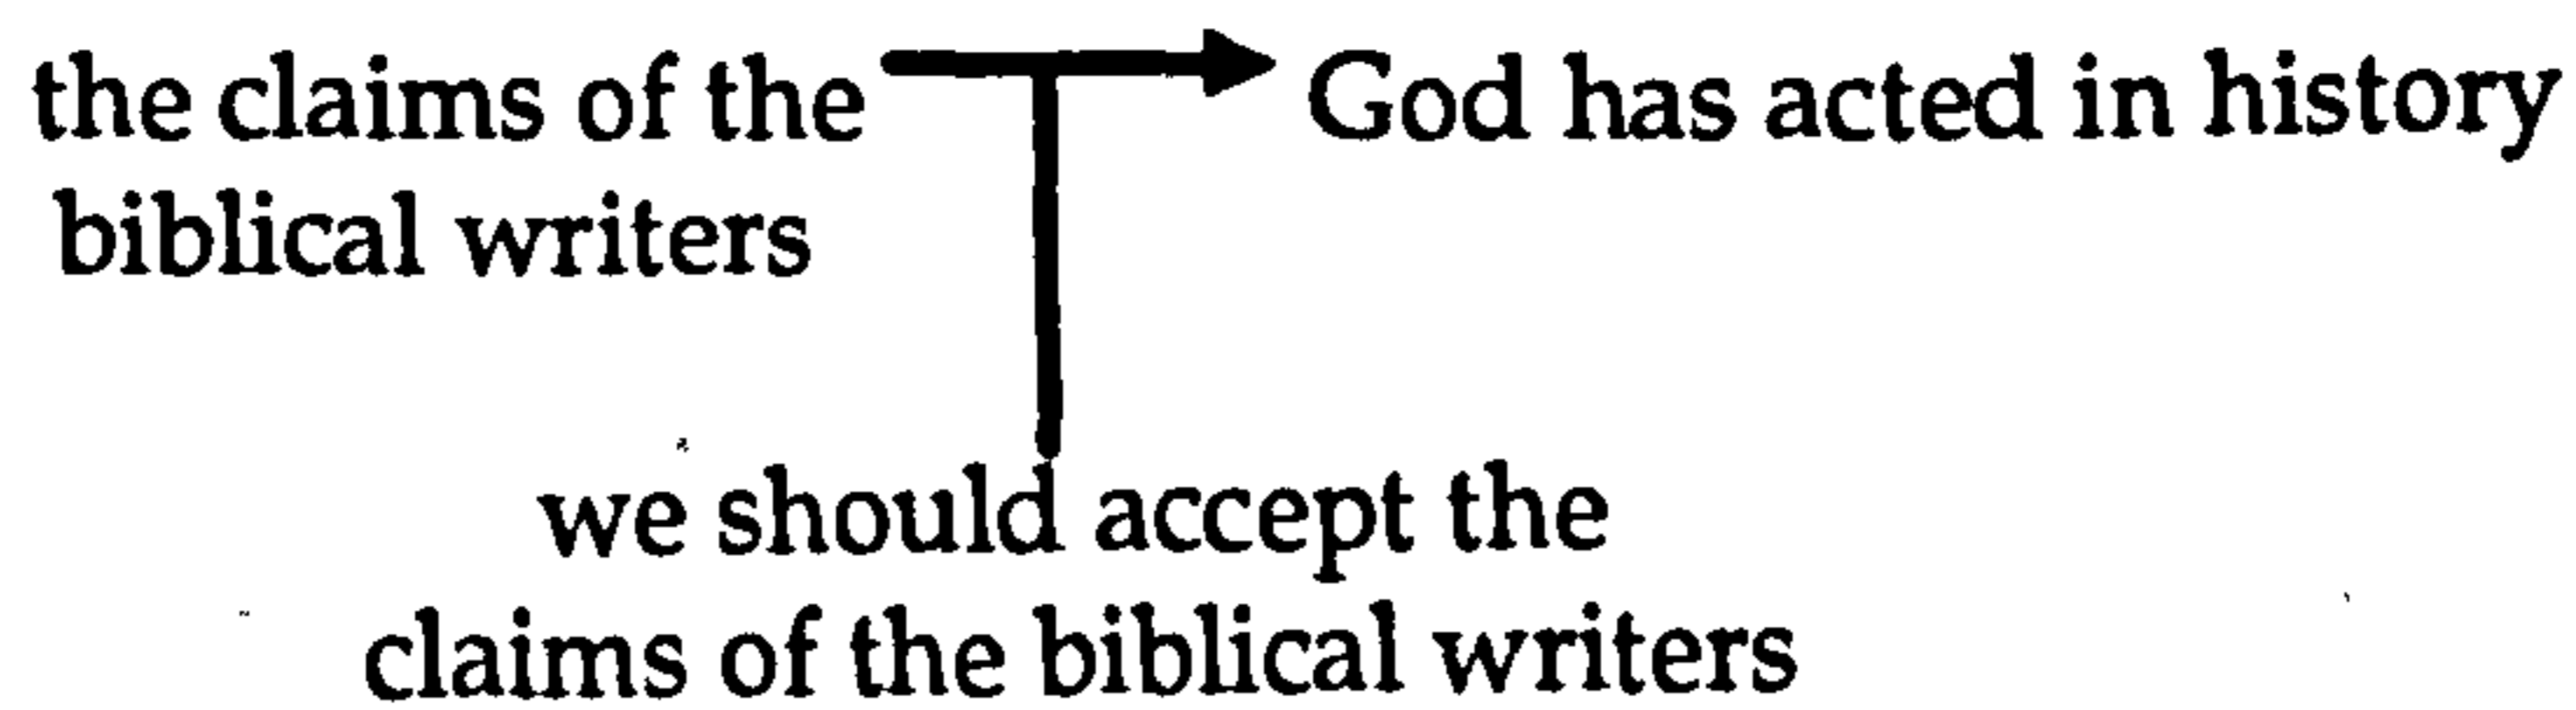 the claims of the
biblical writers
God has acted in history
we should accept the
claims of the biblical writers